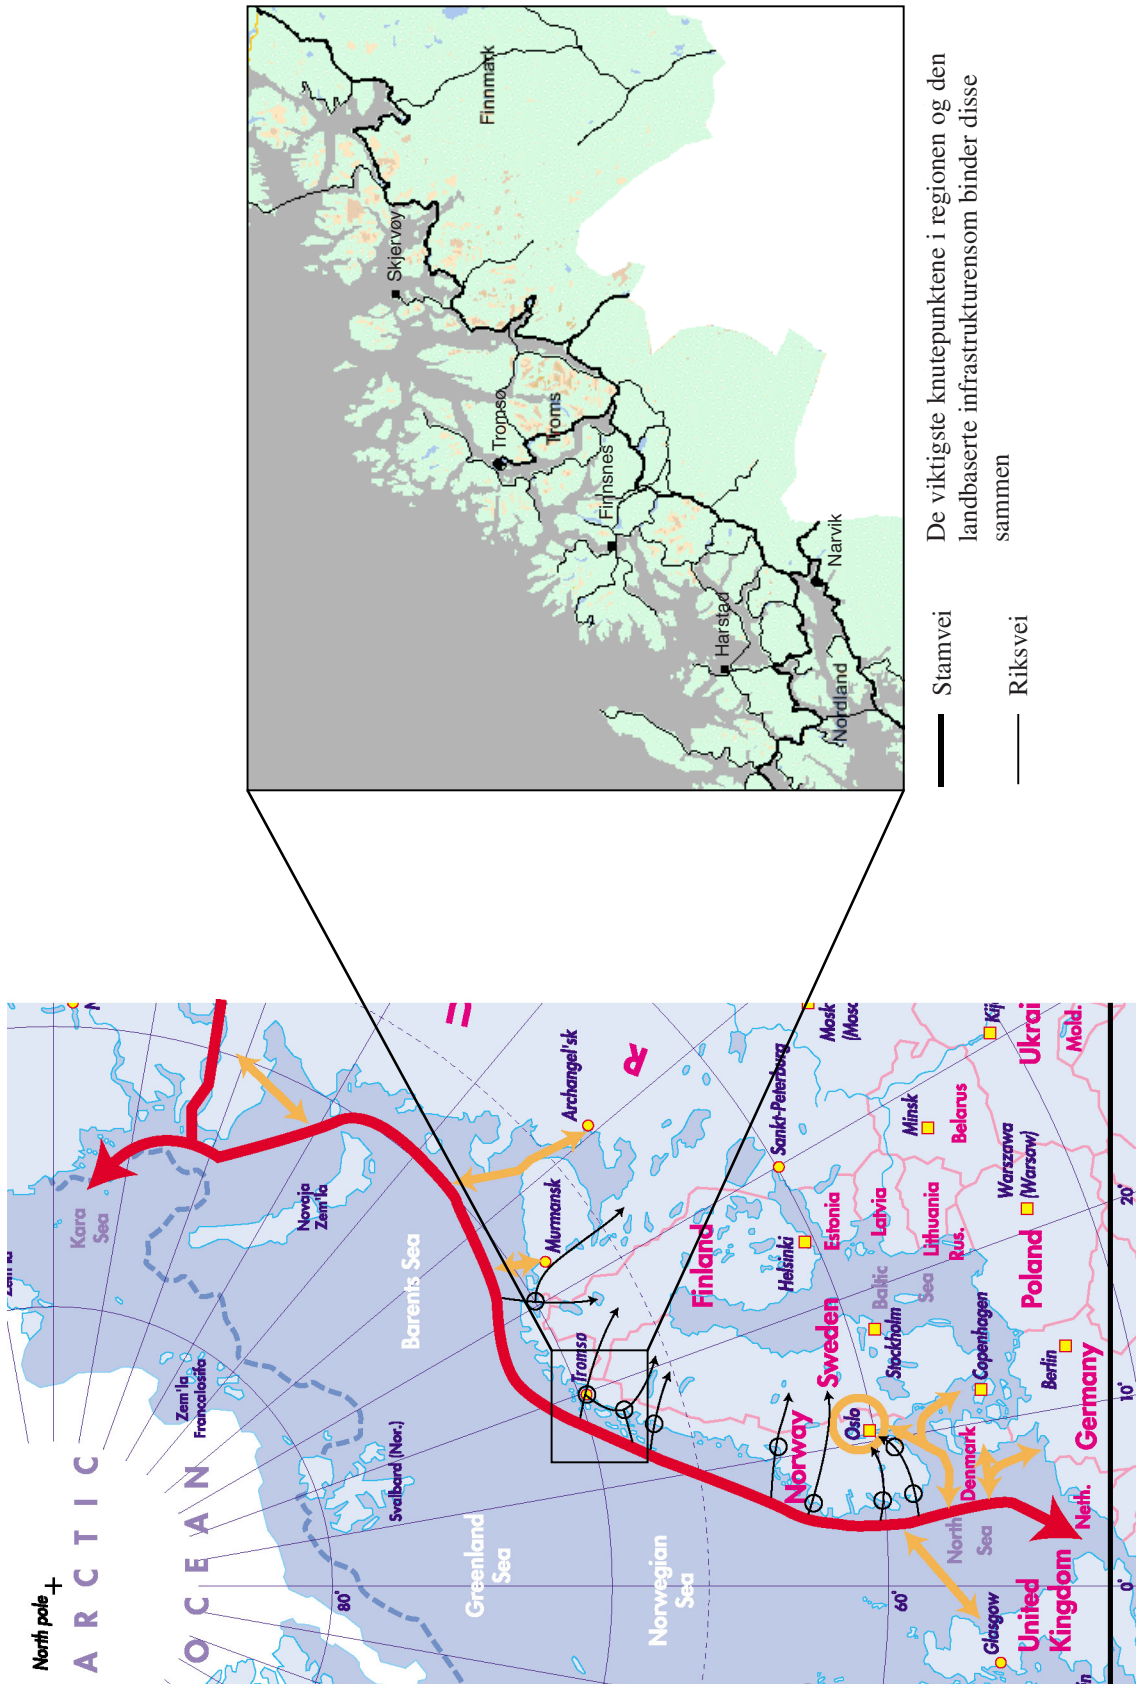 North pole
ARCTIC
OCEAN
80°
Zem'la
Francalosifa
Svalbard (Nor.)
Kara
Sea
Novaja
Zem'la
Barents Sea
Greenland
Sea
Norwegian
Sea
R
U
Murmansk
Archangel'sk
Tromsø
Finland
Sankt-Peterburg
Helsinki
Estonia
Latvia
Lithuania
Rus.
Minsk
Belarus
Warszawa
(Warsaw)
Poland
Ukrai
Mold.
Kij
Mosk
(Mosc
Norway
Sweden
Oslo
Stockholm
Baltic
Sea
Copenhagen
Denmark
Berlin
Germany
Neth.
North
Sea
United
Kingdom
Glasgow
60°
0°
10°
20°
Finnmark
Skjervøy
Tromsø
Troms
Finnsnes
Harstad
Narvik
Nordland
Stamvei
Riksvei
De viktigste knutepunktene i regionen og den
landbaserte infrastrukturensom binder disse
sammen